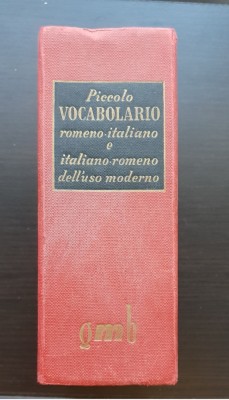 Piccolo
VOCABOLARIO
romeno-italiano
e
italiano-romeno
dell'uso moderno
gmb